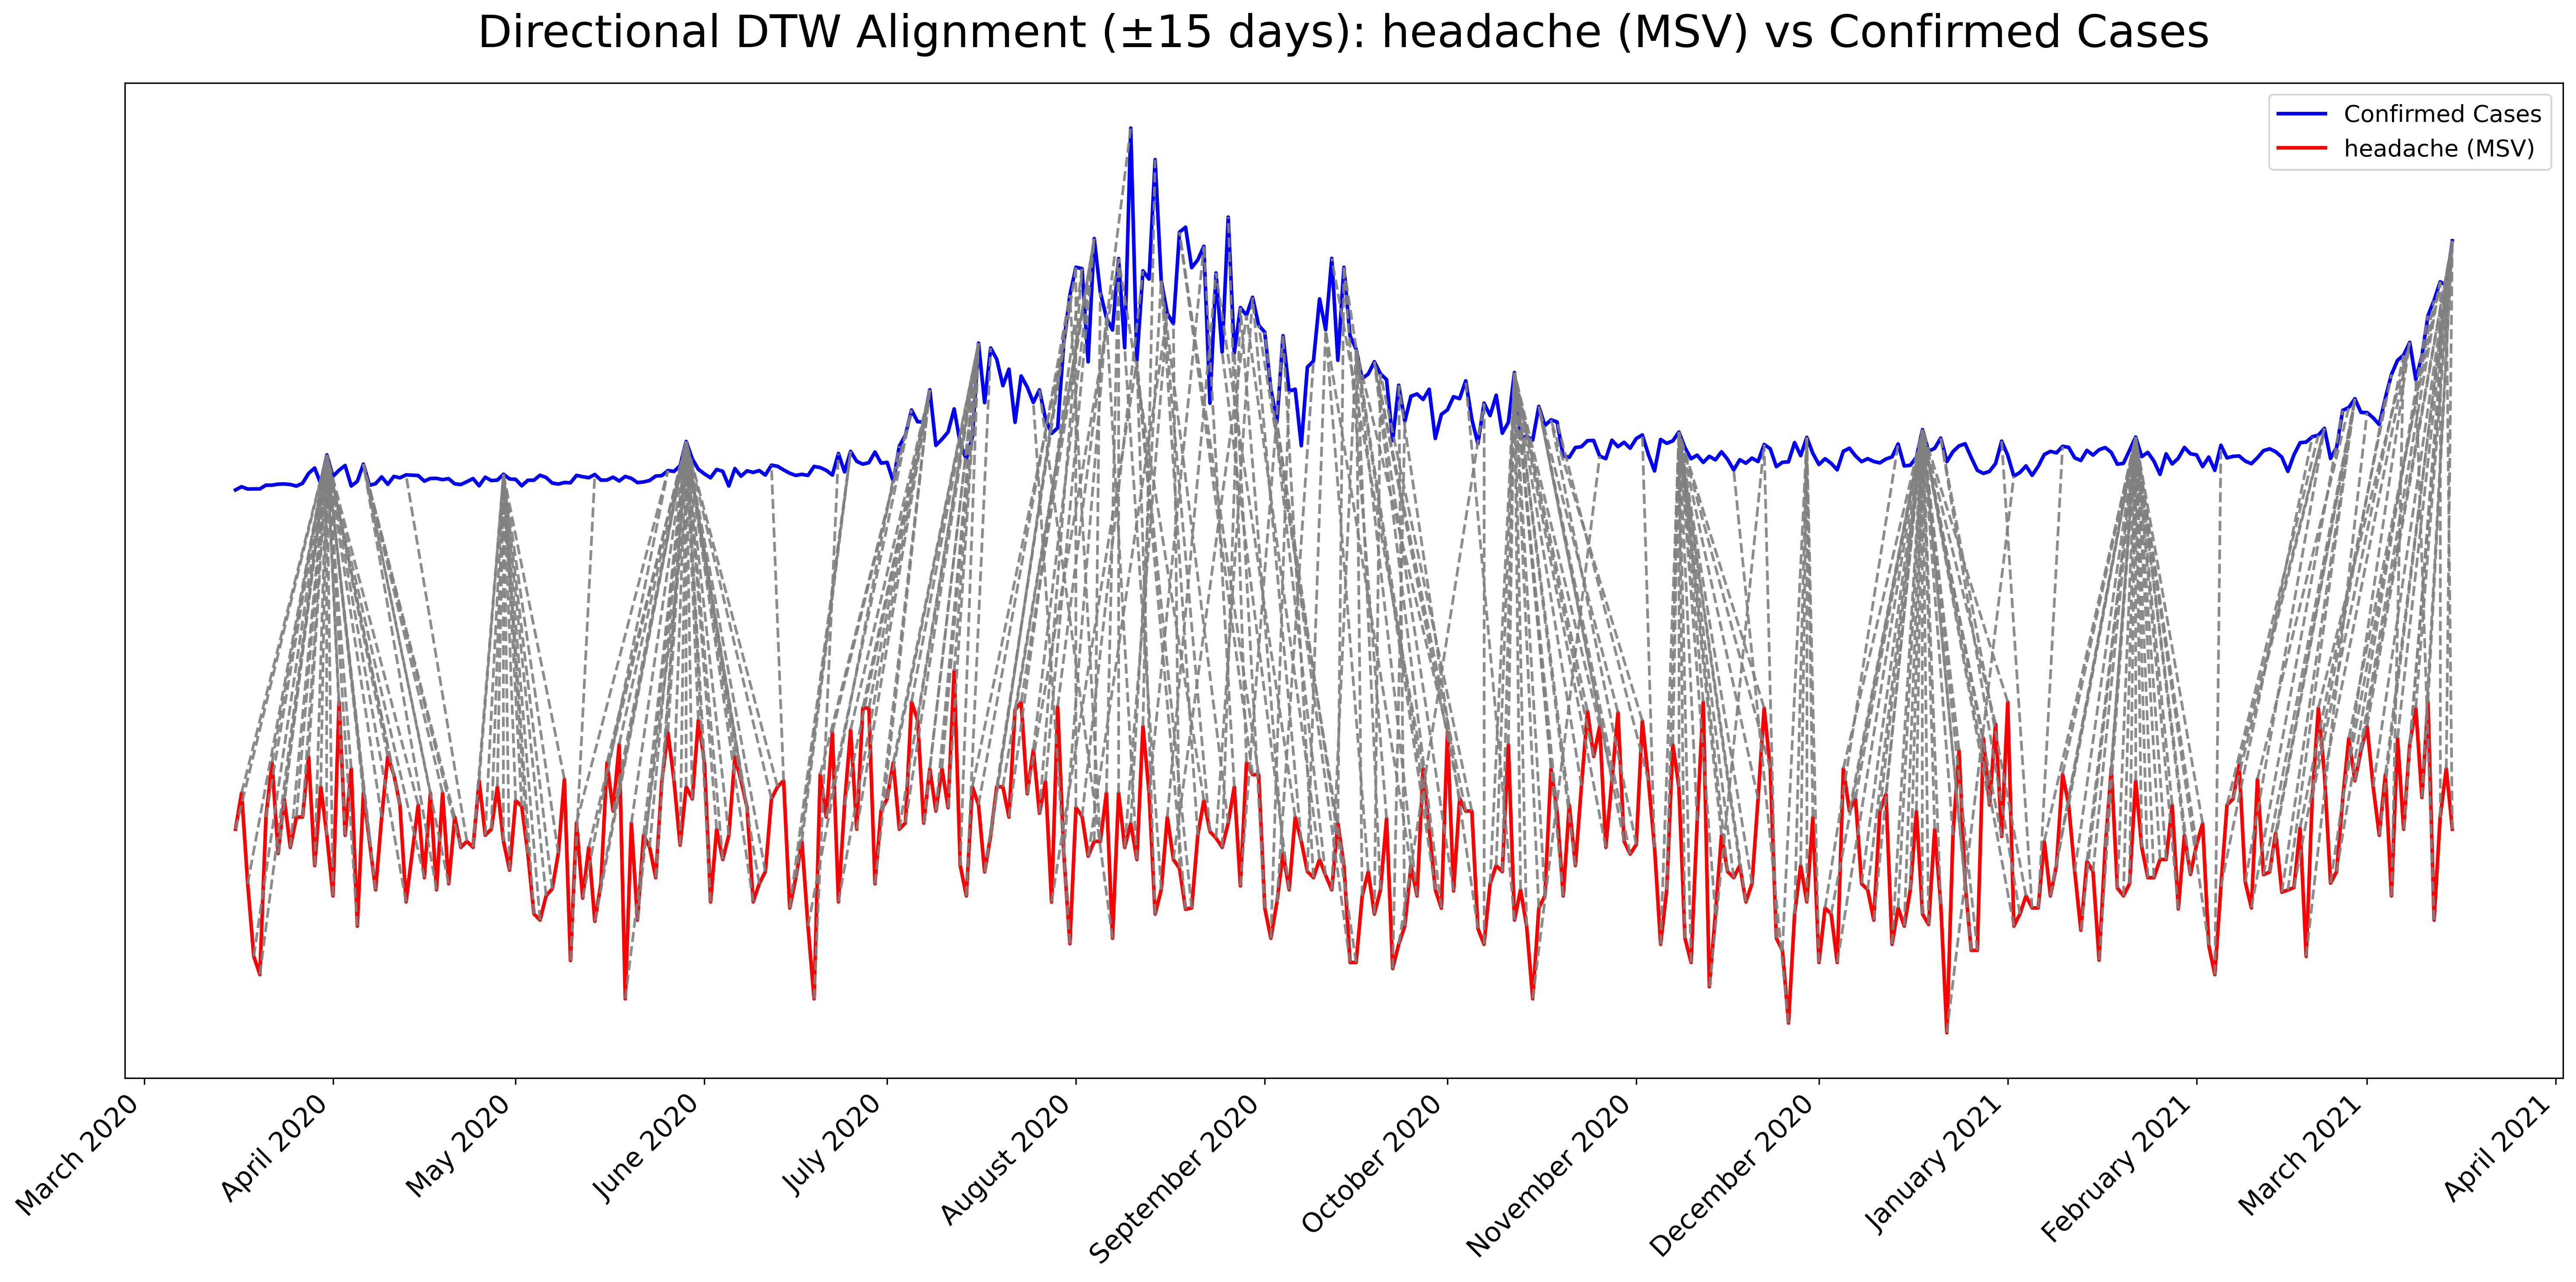 Directional DTW Alignment (±15 days): headache (MSV) vs Confirmed Cases
Confirmed Cases
headache (MSV)
March 2020
April 2020
May 2020
June 2020
July 2020
August 2020
September 2020
October 2020
November 2020
December 2020
January 2021
February 2021
March 2021
April 2021